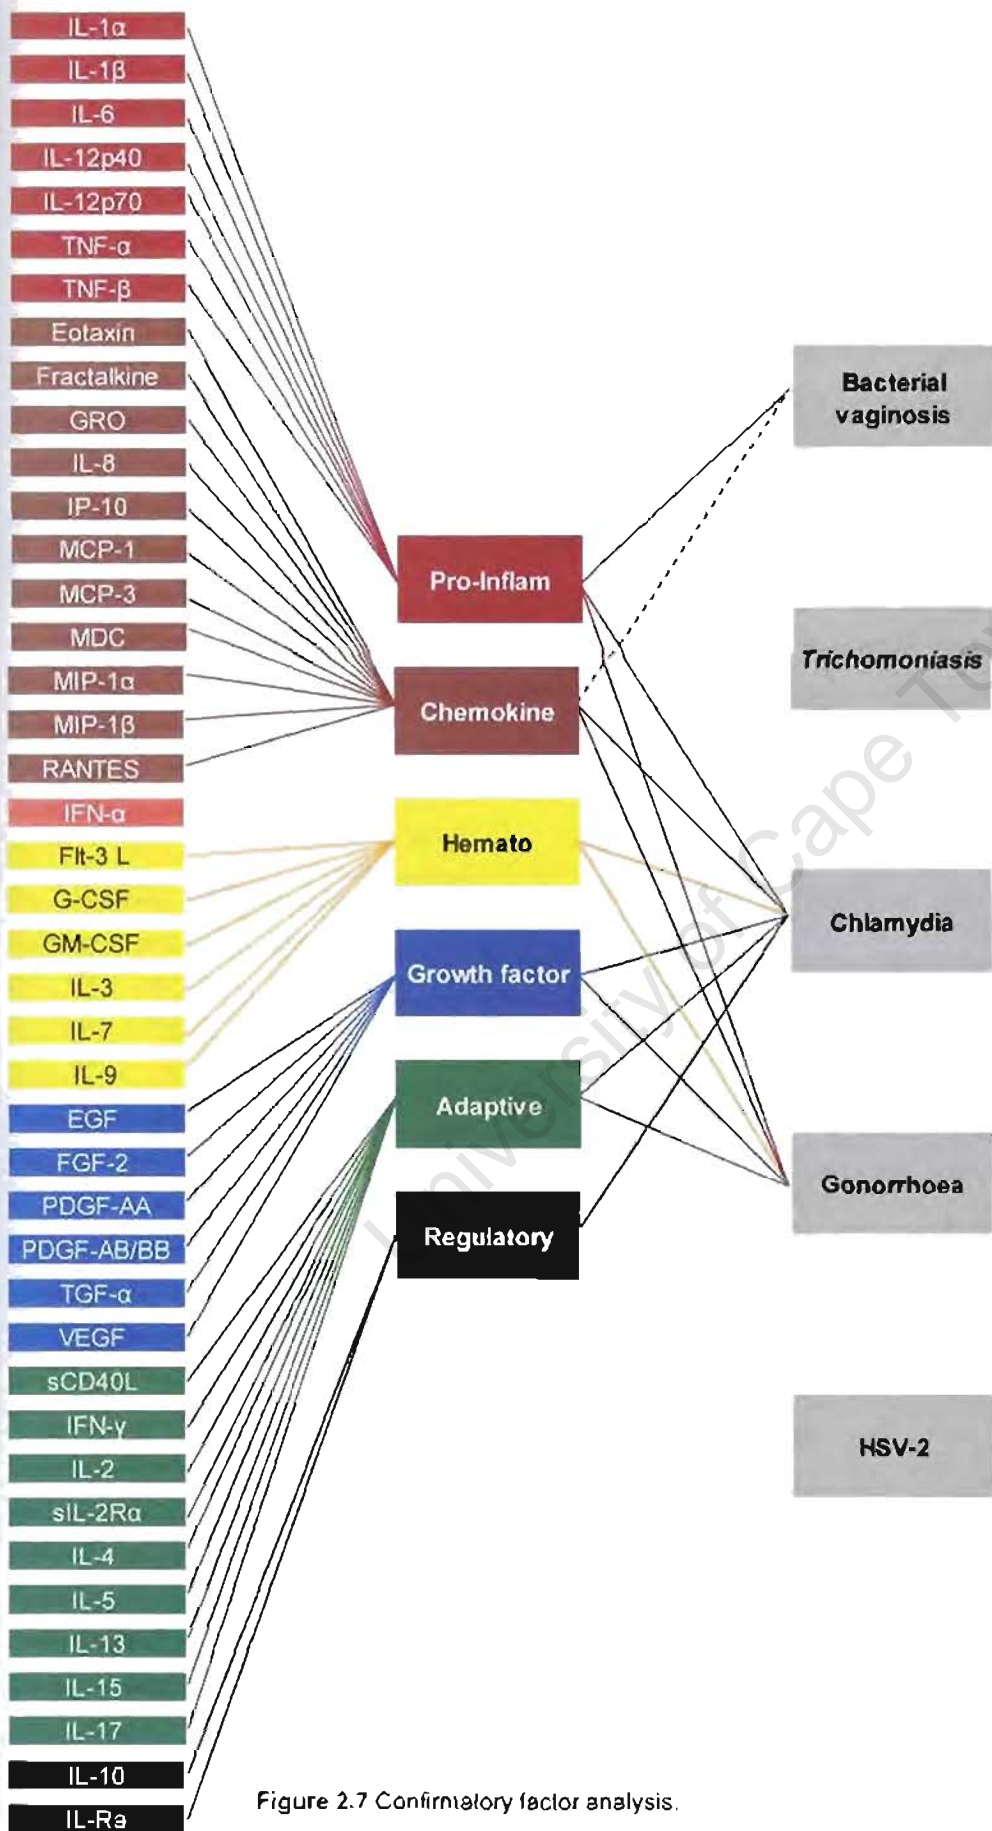 IL-1α
IL-1β
IL-6
IL-12p40
IL-12p70
TNF-α
TNF-β
Eotaxin
Fractalkine
GRO
IL-8
IP-10
MCP-1
MCP-3
MDC
MIP-1α
MIP-1β
RANTES
IFN-α
Flt-3 L
G-CSF
GM-CSF
IL-3
IL-7
IL-9
EGF
FGF-2
PDGF-AA
PDGF-AB/BB
TGF-α
VEGF
sCD40L
IFN-γ
IL-2
sIL-2Rα
IL-4
IL-5
IL-13
IL-15
IL-17
IL-10
IL-Ra
Pro-Inflam
Chemokine
Hemato
Growth factor
Adaptive
Regulatory
Bacterial
vaginosis
Trichomoniasis
Chlamydia
Gonorrhoea
HSV-2
University of Cape To
Figure 2.7 Confirmatory factor analysis.